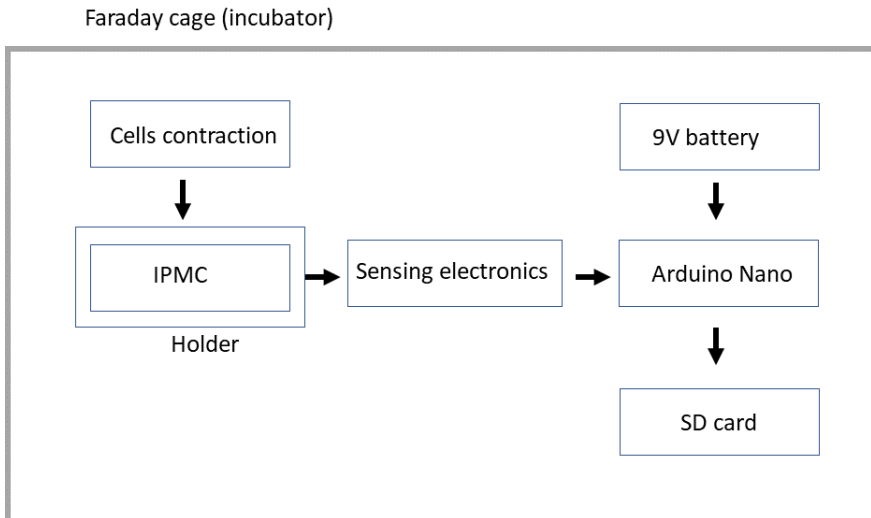 Faraday cage (incubator)
Cells contraction
9V battery
IPMC
Sensing electronics
Arduino Nano
Holder
SD card